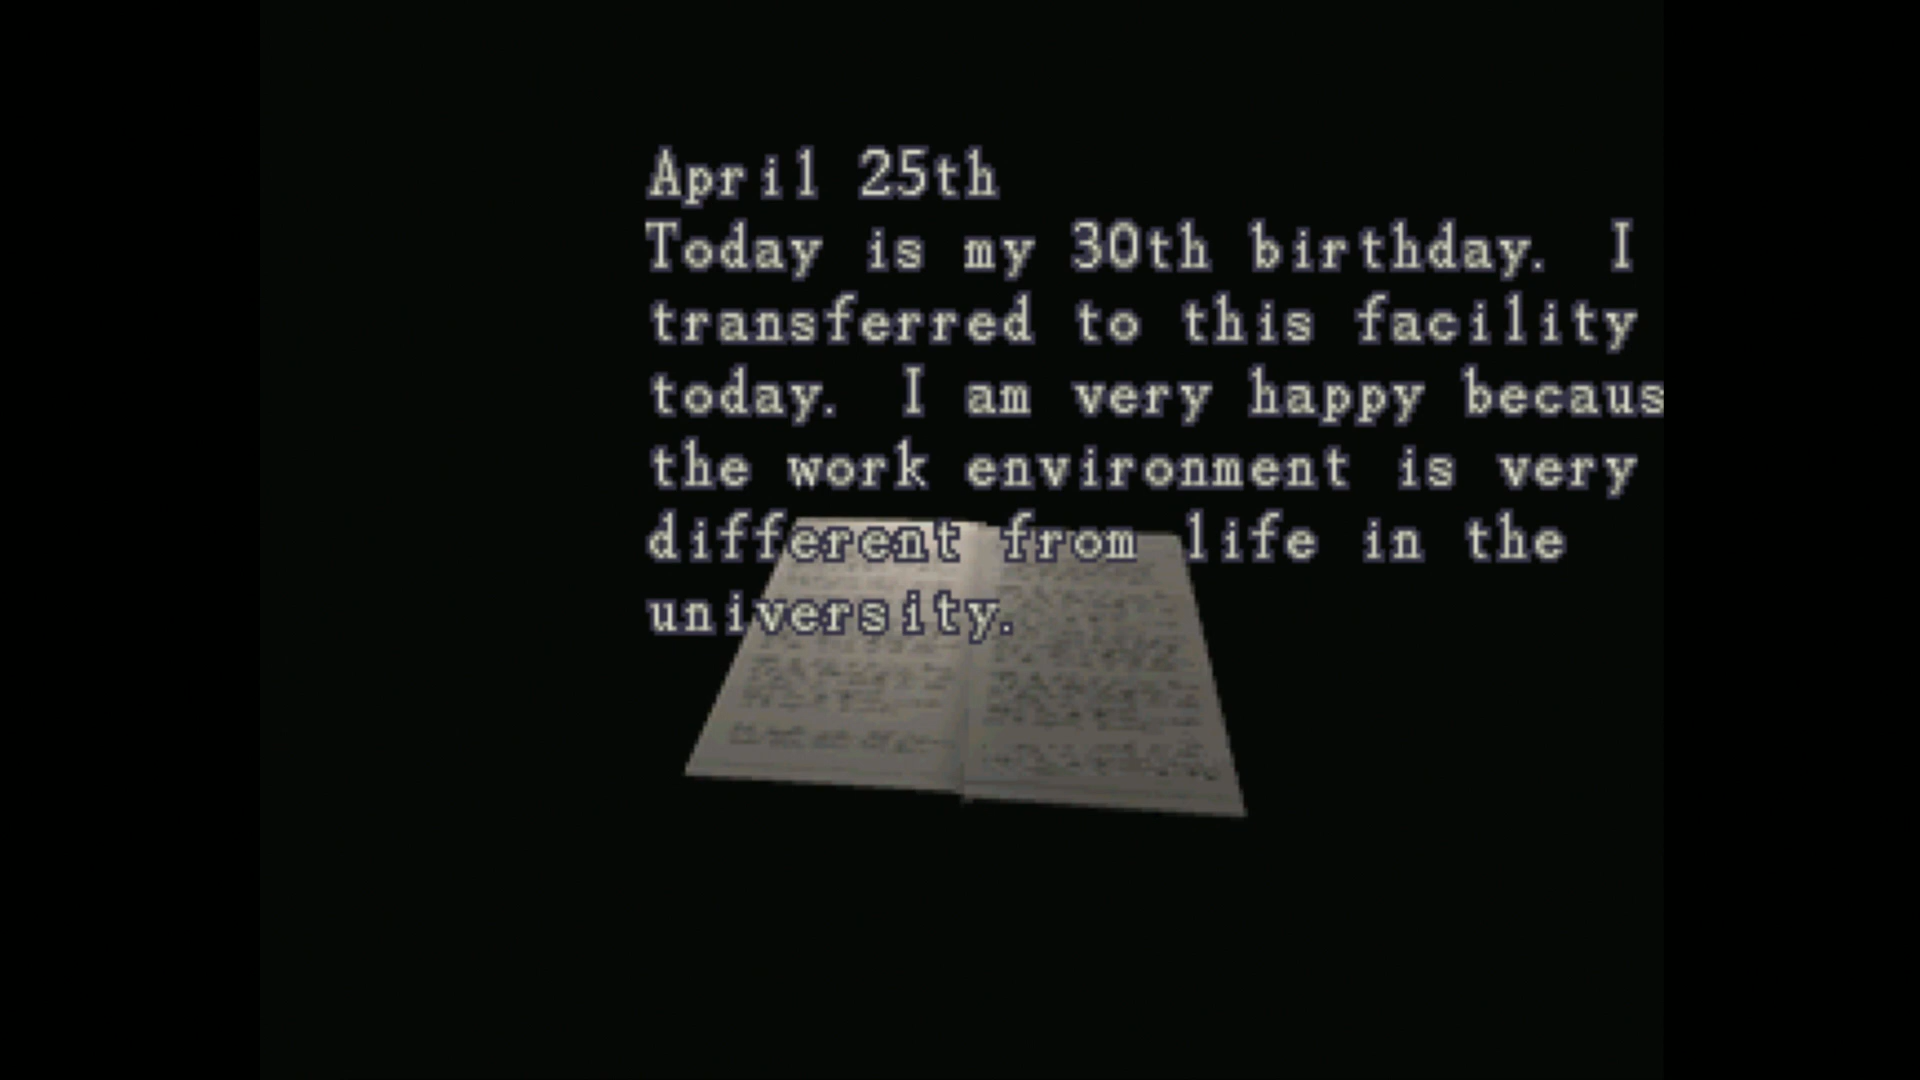 April 25th
Today is my 30th birthday. I
transferred to this facility
today. I am very happy becaus
the work environment is very
different from life in the
university.